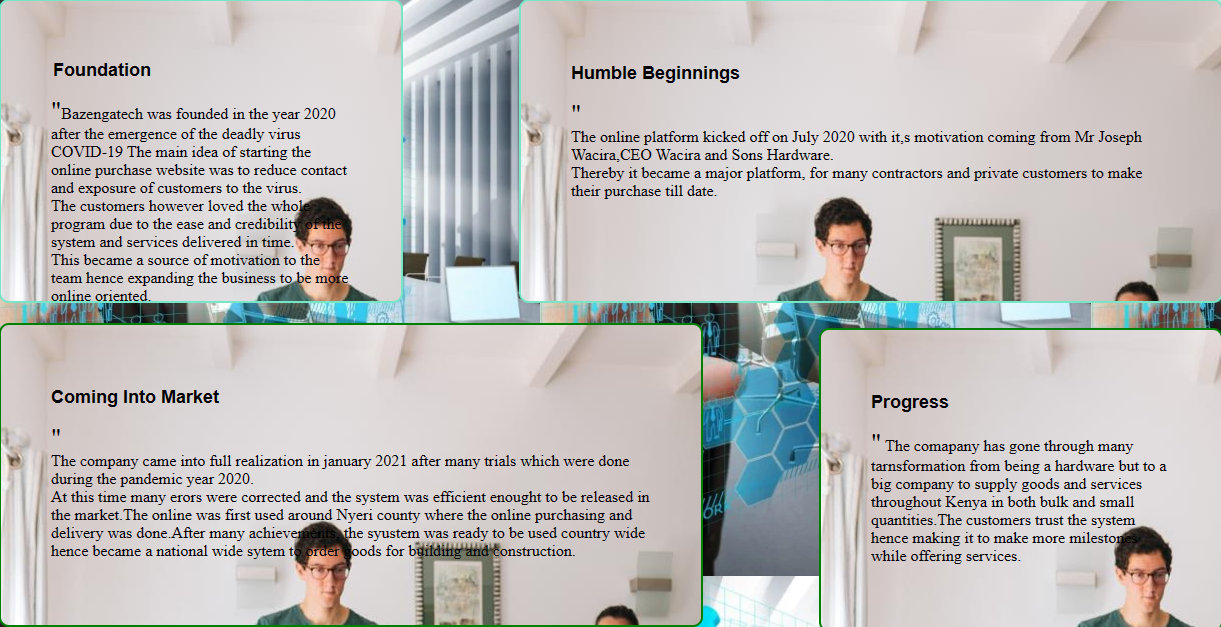 Foundation
"Bazengatech was founded in the year 2020
after the emergence of the deadly virus
COVID-19 The main idea of starting the
online purchase website was to reduce contact
and exposure of customers to the virus.
The customers however loved the whole
program due to the ease and credibility of the
system and services delivered in time.
This became a source of motivation to the
team hence expanding the business to be more
online oriented.
Humble Beginnings
"
The online platform kicked off on July 2020 with it,s motivation coming from Mr Joseph
Wacira,CEO Wacira and Sons Hardware.
Thereby it became a major platform, for many contractors and private customers to make
their purchase till date.
Coming Into Market
"
The company came into full realization in january 2021 after many trials which were done
during the pandemic year 2020.
At this time many erors were corrected and the system was efficient enought to be released in
the market.The online was first used around Nyeri county where the online purchasing and
delivery was done.After many achievements, the syustem was ready to be used country wide
hence became a national wide sytem to order goods for building and construction.
Progress
" The comapany has gone through many
tarnsformation from being a hardware but to a
big company to supply goods and services
throughout Kenya in both bulk and small
quantities.The customers trust the system
hence making it to make more milestones
while offering services.